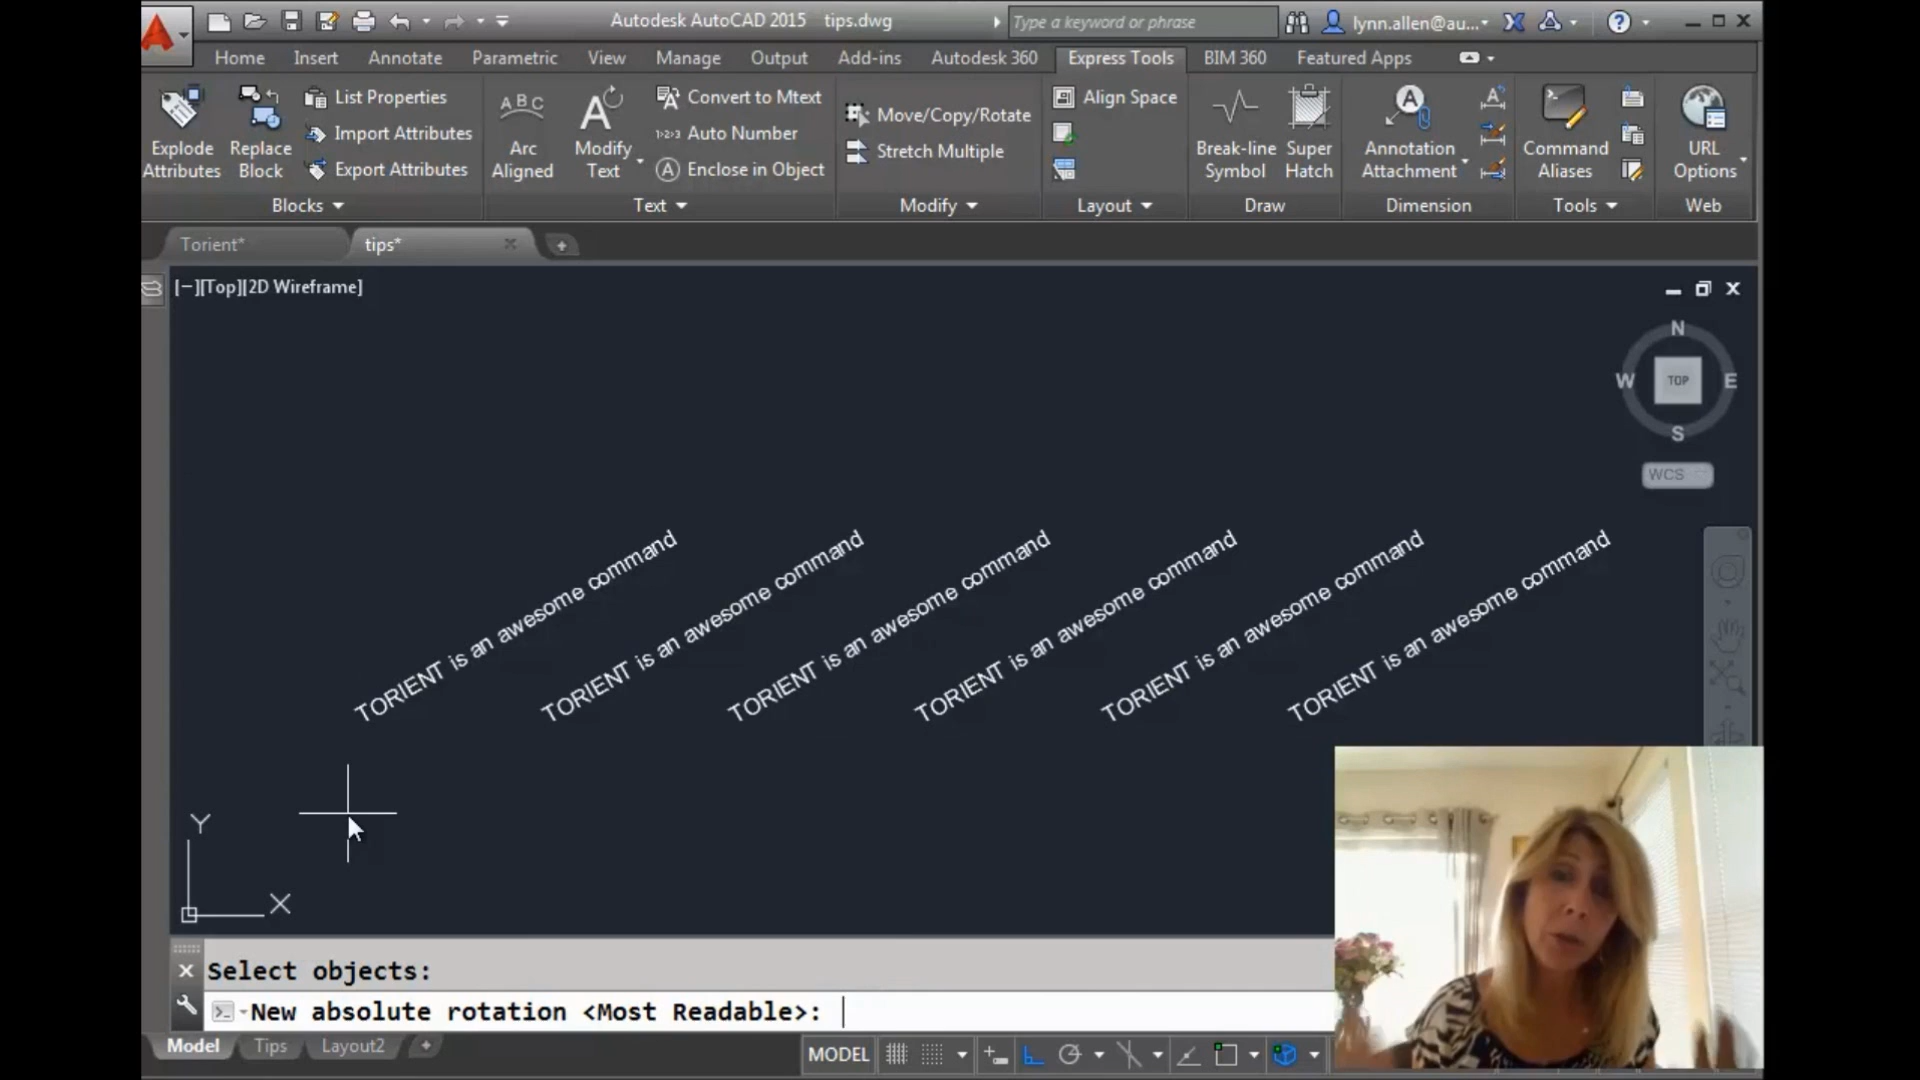 Autodesk AutoCAD 2015 tips.dwg
Type a keyword or phrase
lynn.allen@au...
Home Insert Annotate Parametric View Manage Output Add-ins Autodesk 360 Express Tools BIM 360 Featured Apps
Explode Attributes
Replace Block
List Properties
Import Attributes
Export Attributes
Blocks
ABC
Arc Aligned
Modify Text
Convert to Mtext
Auto Number
Enclose in Object
Text
Move/Copy/Rotate
Stretch Multiple
Modify
Align Space
Layout
Break-line Symbol
Super Hatch
Draw
Annotation Attachment
Dimension
Command Aliases
Tools
URL Options
Web
Torient*
tips*
[−][Top][2D Wireframe]
N
W TOP E
S
WCS
TORIENT is an awesome command
TORIENT is an awesome command
TORIENT is an awesome command
TORIENT is an awesome command
TORIENT is an awesome command
TORIENT is an awesome command
Y
X
Select objects:
New absolute rotation <Most Readable>:
Model Tips Layout2
MODEL